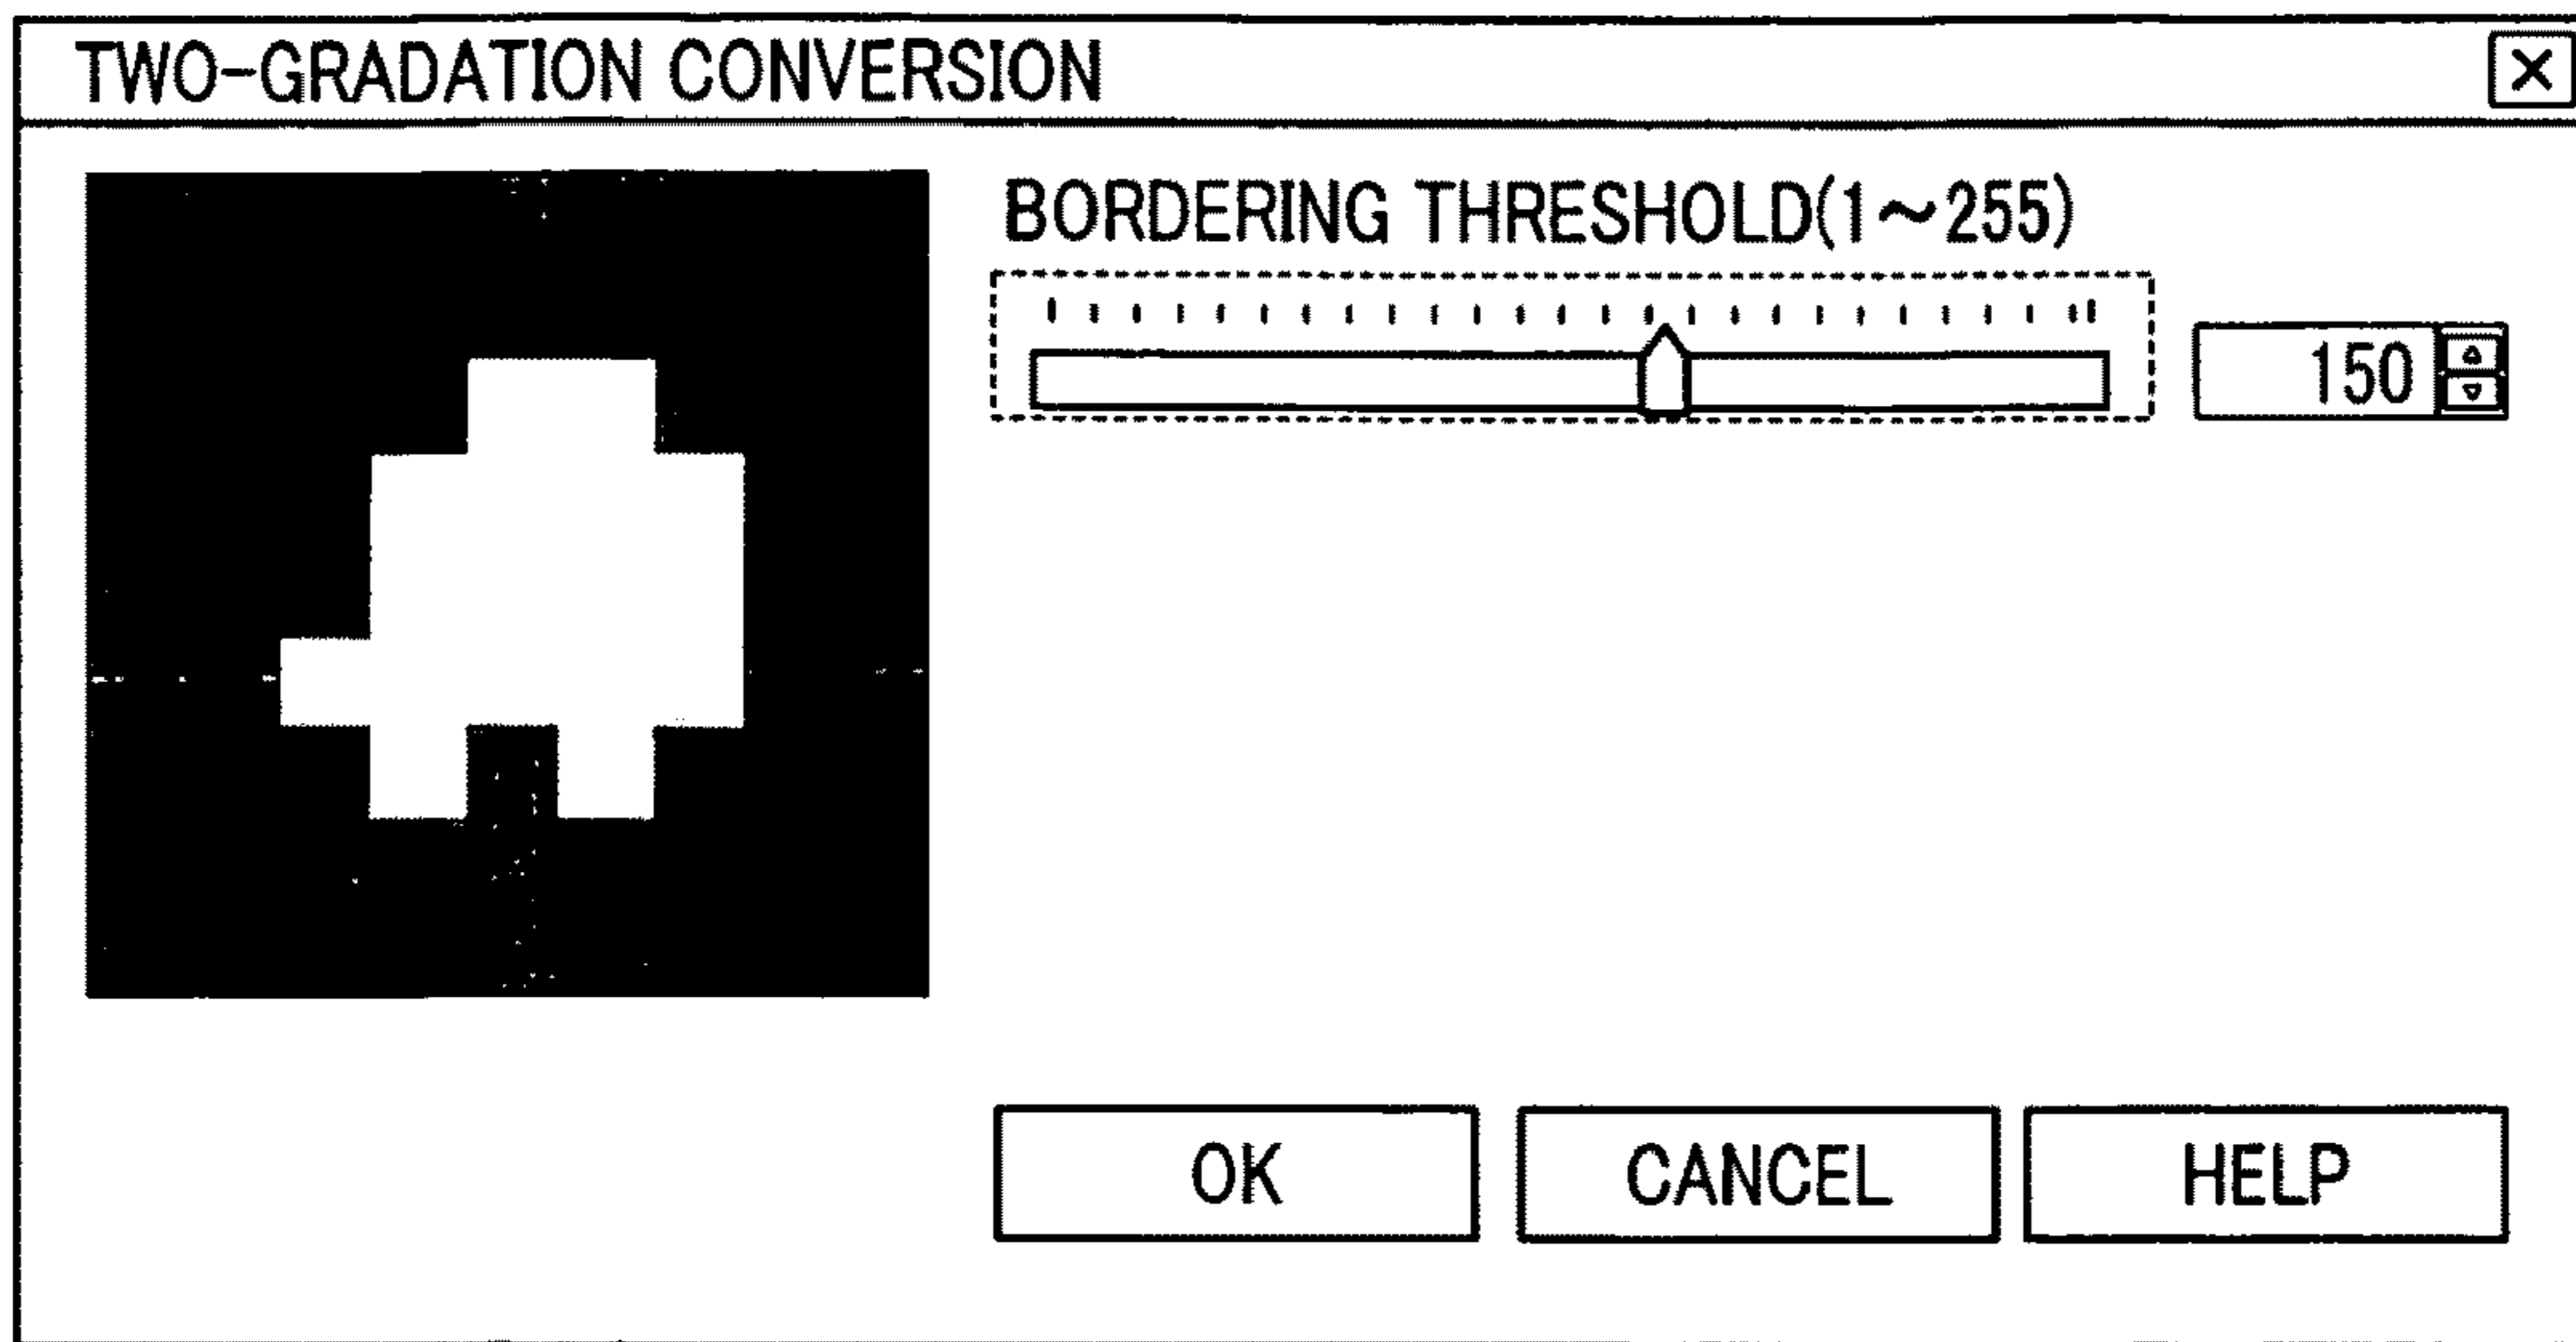 TWO-GRADATION CONVERSION
BORDERING THRESHOLD(1～255)
150
OK
CANCEL
HELP